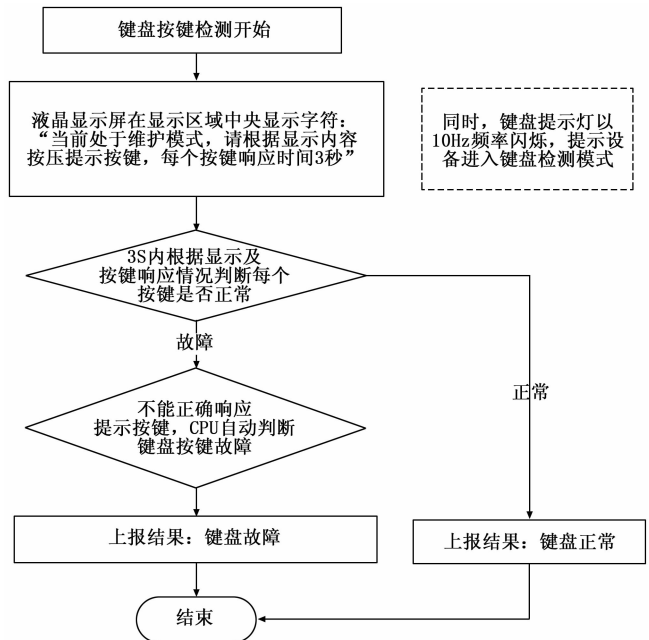 键盘按键检测开始
液晶显示屏在显示区域中央显示字符：
“当前处于维护模式，请根据显示内容
按压提示按键，每个按键响应时间3秒”
同时，键盘提示灯以
10Hz频率闪烁，提示设
备进入键盘检测模式
3S内根据显示及
按键响应情况判断每个
按键是否正常
故障
正常
不能正确响应
提示按键，CPU自动判断
键盘按键故障
上报结果：键盘故障
上报结果：键盘正常
结束